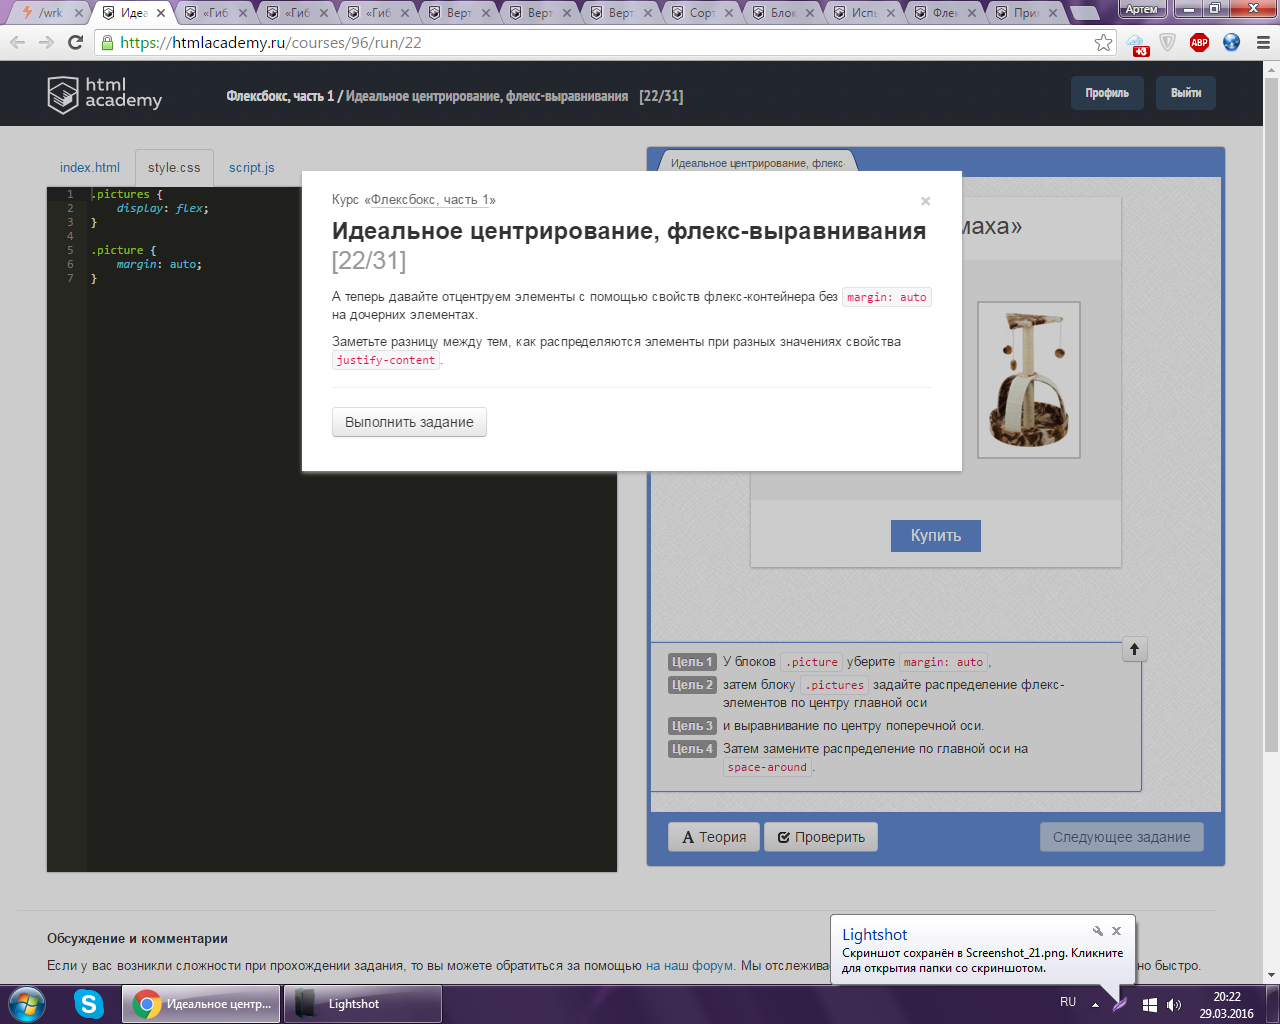 /wrk
Идеа
«Гиб
«Гиб
«Гиб
Верт
Верт
Верт
Сорт
Блок
Испы
Флек
При
Артем
https://htmlacademy.ru/courses/96/run/22
+3
ABP
html
academy
Флексбокс, часть 1 / Идеальное центрирование, флекс-выравнивания [22/31]
Профиль
Выйти
index.html
style.css
script.js
Идеальное центрирование, флекс-
1 .pictures {
2 display: flex;
3 }
4
5 .picture {
6 margin: auto;
7 }
Курс «Флексбокс, часть 1»
×
Идеальное центрирование, флекс-выравнивания
[22/31]
А теперь давайте отцентруем элементы с помощью свойств флекс-контейнера без margin: auto
на дочерних элементах.
Заметьте разницу между тем, как распределяются элементы при разных значениях свойства
justify-content.
Выполнить задание
маха»
Купить
Цель 1 У блоков .picture уберите margin: auto,
Цель 2 затем блоку .pictures задайте распределение флекс-
элементов по центру главной оси
Цель 3 и выравнивание по центру поперечной оси.
Цель 4 Затем замените распределение по главной оси на
space-around.
Теория
Проверить
Следующее задание
Обсуждение и комментарии
Если у вас возникли сложности при прохождении задания, то вы можете обратиться за помощью на наш форум. Мы отслежива
но быстро.
Lightshot
Скриншот сохранён в Screenshot_21.png. Кликните
для открытия папки со скриншотом.
Идеальное центр...
Lightshot
RU
20:22
29.03.2016